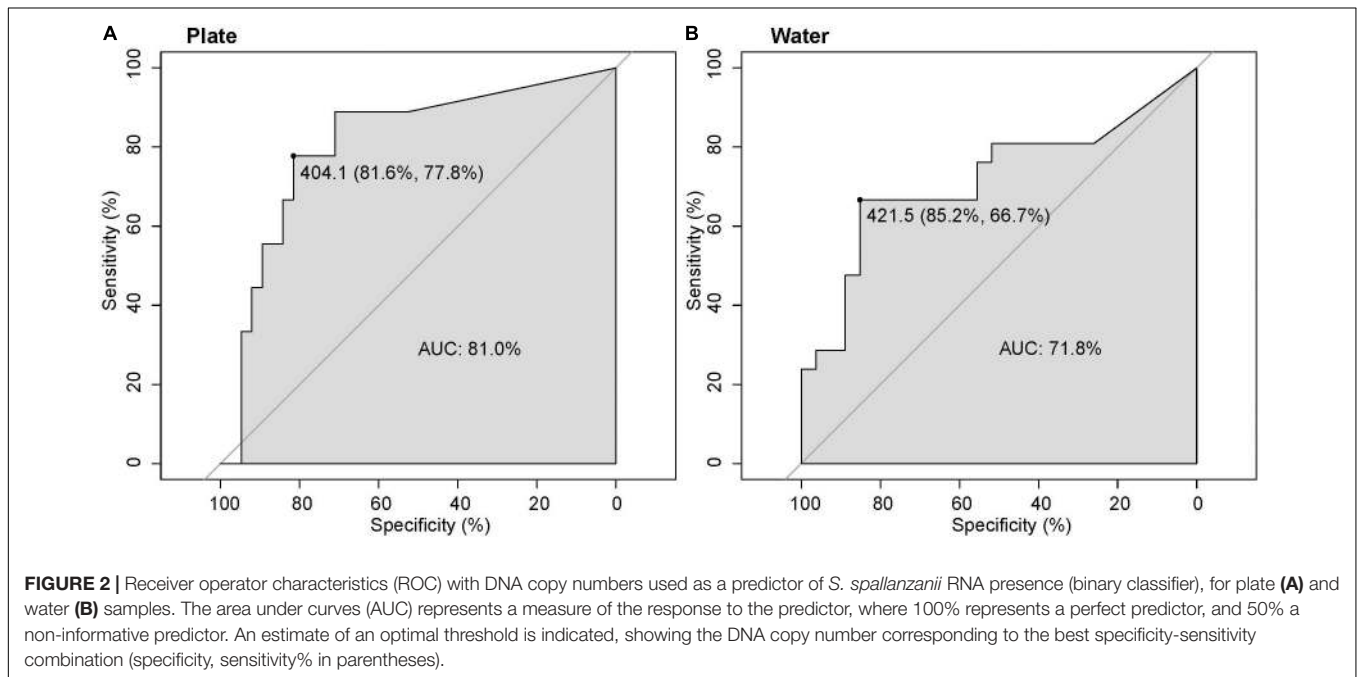 A Plate
Sensitivity (%)
100
80
60
40
20
0
404.1 (81.6%, 77.8%)
AUC: 81.0%
100 80 60 40 20 0
Specificity (%)
B Water
Sensitivity (%)
100
80
60
40
20
0
421.5 (85.2%, 66.7%)
AUC: 71.8%
100 80 60 40 20 0
Specificity (%)
FIGURE 2 | Receiver operator characteristics (ROC) with DNA copy numbers used as a predictor of S. spallanzanii RNA presence (binary classifier), for plate (A) and
water (B) samples. The area under curves (AUC) represents a measure of the response to the predictor, where 100% represents a perfect predictor, and 50% a
non-informative predictor. An estimate of an optimal threshold is indicated, showing the DNA copy number corresponding to the best specificity-sensitivity
combination (specificity, sensitivity% in parentheses).